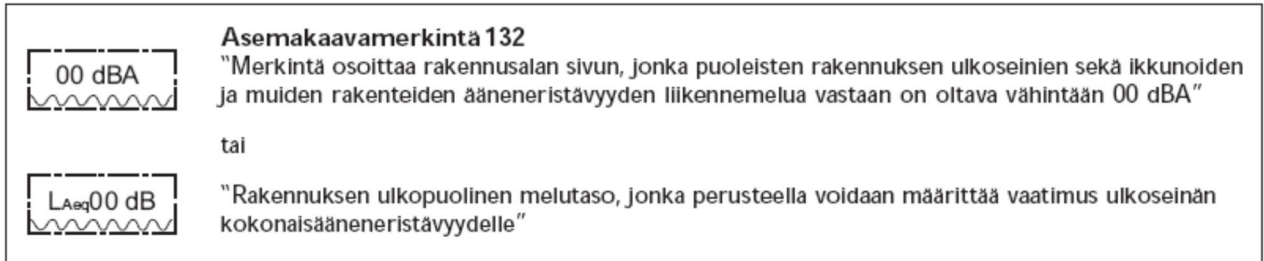 Asemakaavamerkintä 132
00 dBA
"Merkintä osoittaa rakennusalan sivun, jonka puoleisten rakennuksen ulkoseinien sekä ikkunoiden
ja muiden rakenteiden ääneneristävyyden liikennemelua vastaan on oltava vähintään 00 dBA"
tai
LAeq00 dB
"Rakennuksen ulkopuolinen melutaso, jonka perusteella voidaan määrittää vaatimus ulkoseinän
kokonaisääneneristävyydelle"